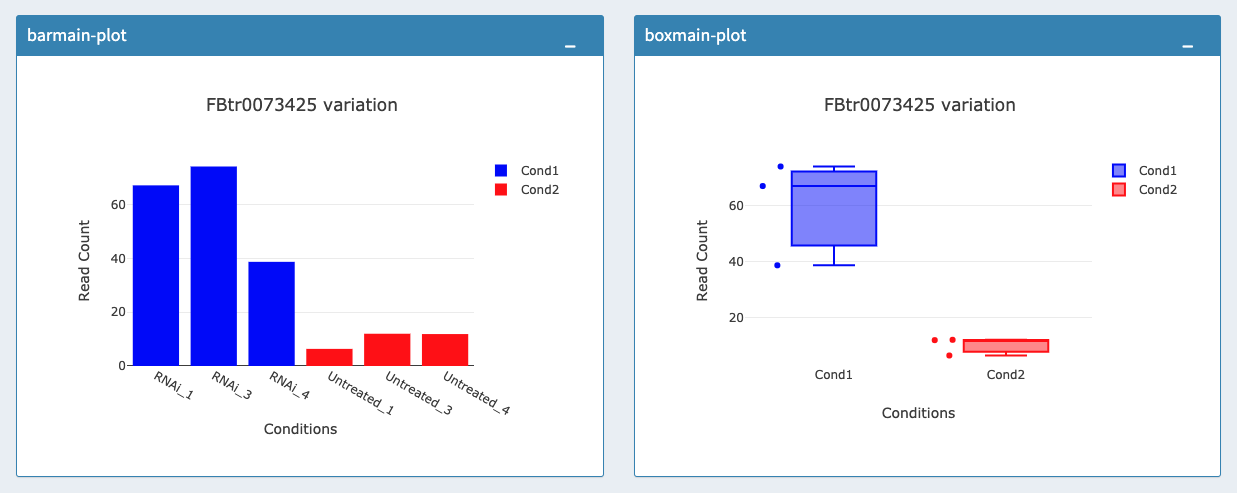 barmain-plot
_
FBtr0073425 variation
Cond1
Cond2
Read Count
60
40
20
0
RNAi_1
RNAi_3
RNAi_4
Untreated_1
Untreated_3
Untreated_4
Conditions
boxmain-plot
_
FBtr0073425 variation
Cond1
Cond2
Read Count
60
40
20
Cond1
Cond2
Conditions